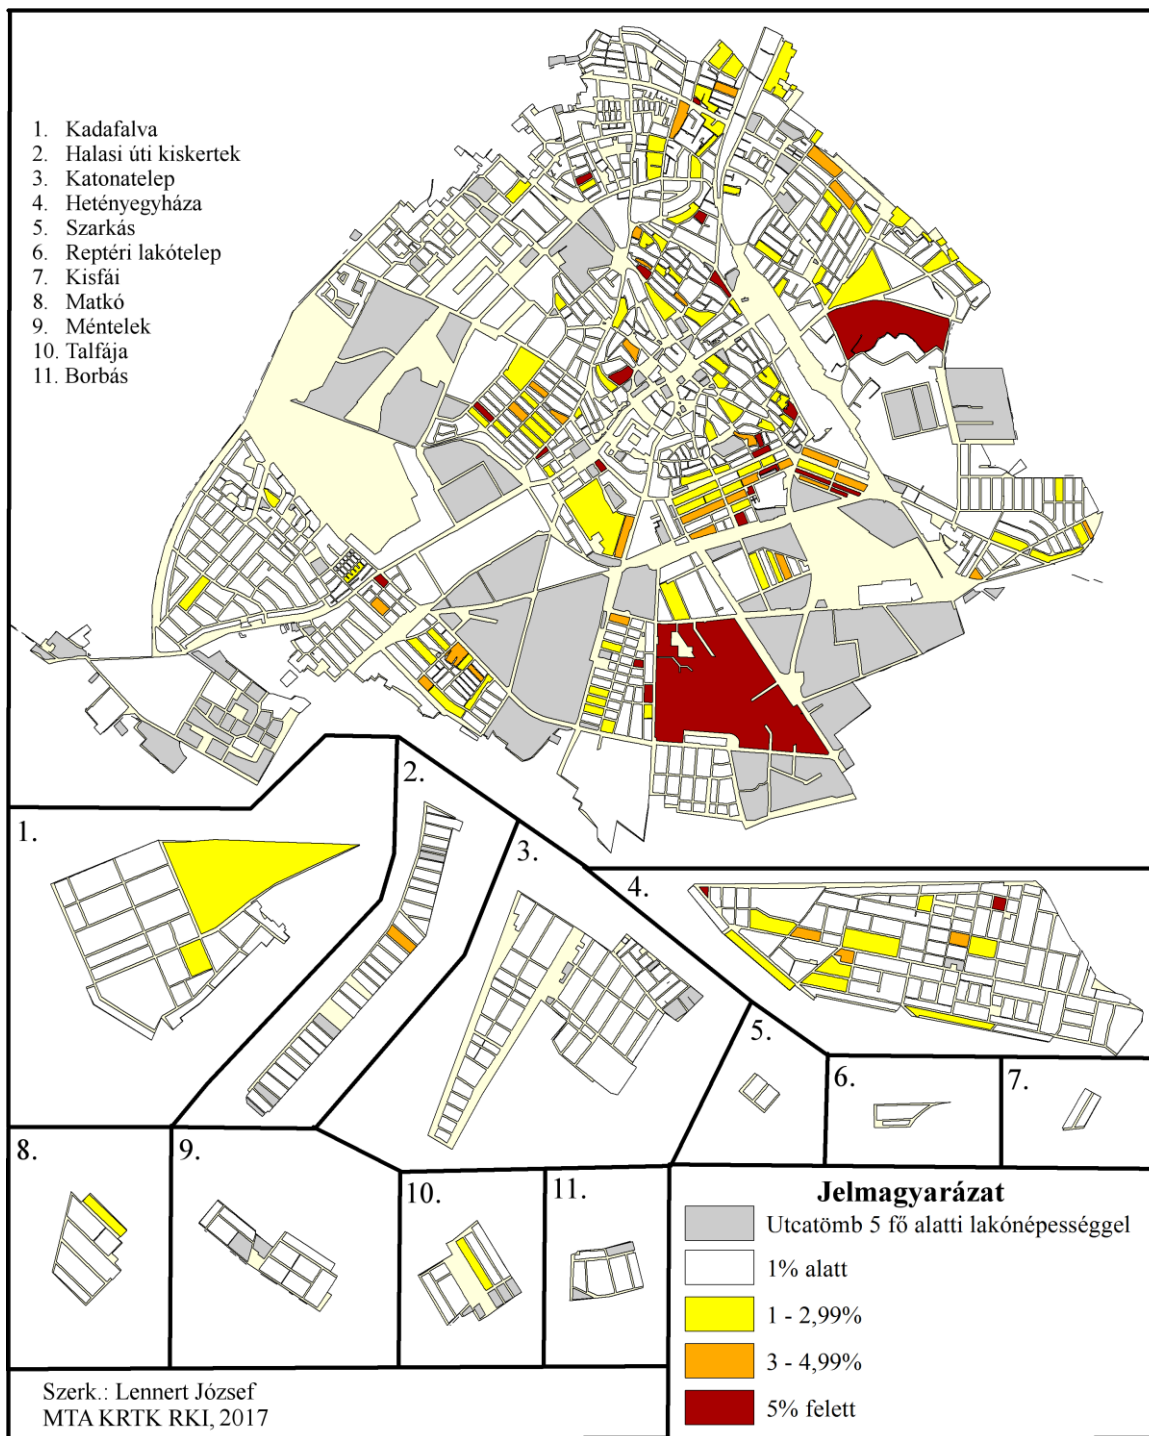 1. Kadafalva
2. Halasi úti kiskertek
3. Katonatelep
4. Hetényegyháza
5. Szarkás
6. Reptéri lakótelep
7. Kisfái
8. Matkó
9. Méntelek
10. Talfája
11. Borbás
1.
2.
3.
4.
5.
6.
7.
8.
9.
10.
11.
Jelmagyarázat
Utcatömb 5 fő alatti lakónépességgel
1% alatt
1 - 2,99%
3 - 4,99%
5% felett
Szerk.: Lennert József
MTA KRTK RKI, 2017